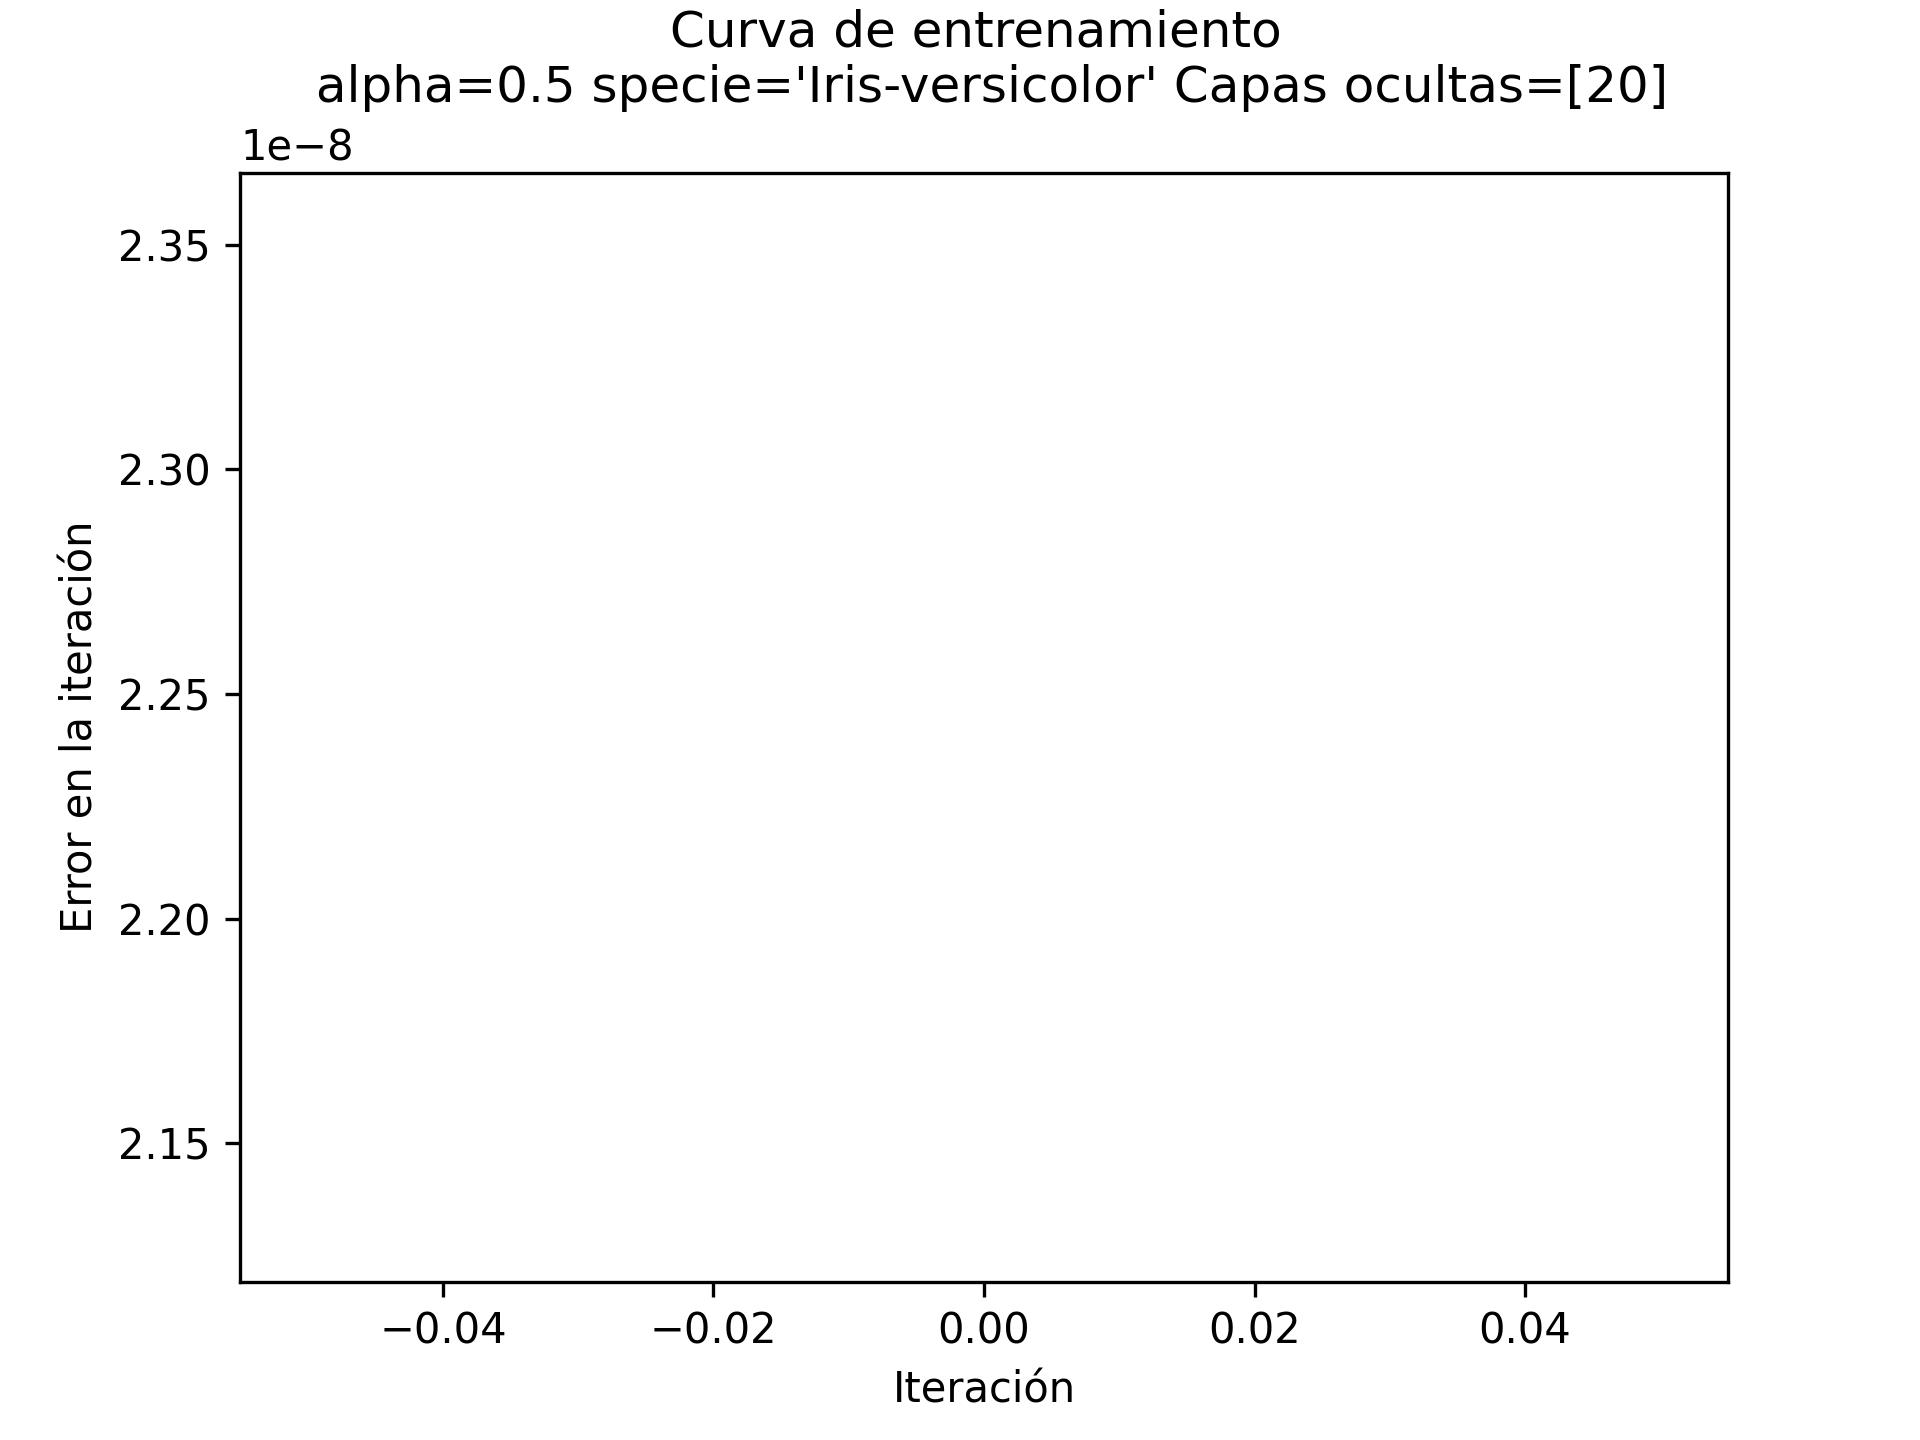 Curva de entrenamiento
alpha=0.5 specie='Iris-versicolor' Capas ocultas=[20]
1e−8
2.35
2.30
2.25
2.20
2.15
Error en la iteración
−0.04
−0.02
0.00
0.02
0.04
Iteración